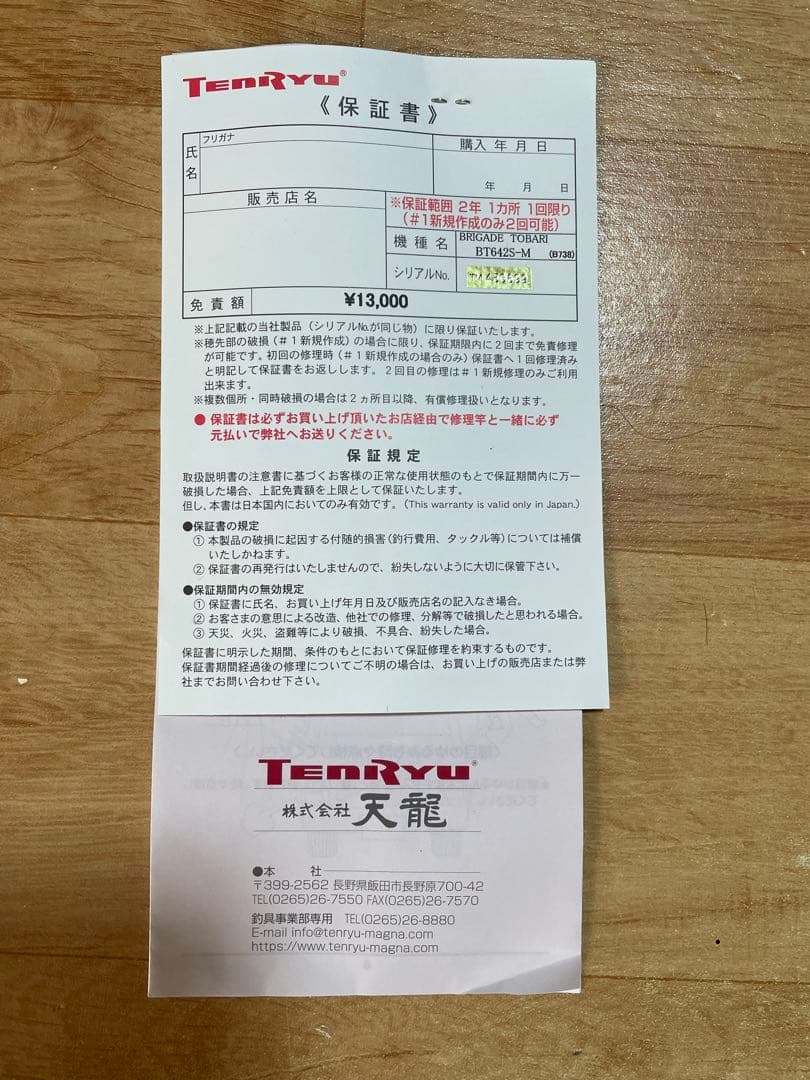 TENRYU®
《保証書》
フリガナ
氏名
購入 年 月 日
年 月 日
販売店名
※保証範囲 2年 1カ所 1回限り
(#1新規作成のみ2回可能)
機種名
BRIGADE TOBARI
BT642S-M (B738)
シリアルNo.
免責額
¥13,000
※上記記載の当社製品（シリアルNo.が同じ物）に限り保証いたします。
※穂先部の破損（#1新規作成）の場合に限り、保証期限内に2回まで免責修理
が可能です。初回の修理時（#1新規作成の場合のみ）保証書へ1回修理済み
と明記して保証書をお返しします。2回目の修理は#1新規修理のみご利用
出来ます。
※複数個所・同時破損の場合は2ヵ所目以降、有償修理扱いとなります。
● 保証書は必ずお買い上げ頂いたお店経由で修理竿と一緒に必ず
元払いで弊社へお送りください。
保証規定
取扱説明書の注意書に基づくお客様の正常な使用状態のもとで保証期間内に万一
破損した場合、上記免責額を上限として保証いたします。
但し、本書は日本国内においてのみ有効です。（This warranty is valid only in Japan.）
●保証書の規定
① 本製品の破損に起因する付随的損害（釣行費用、タックル等）については補償
いたしかねます。
② 保証書の再発行はいたしませんので、紛失しないように大切に保管下さい。
●保証期間内の無効規定
① 保証書に氏名、お買い上げ年月日及び販売店名の記入なき場合。
② お客さまの意思による改造、他社での修理、分解等で破損したと思われる場合。
③ 天災、火災、盗難等により破損、不具合、紛失した場合。
保証書に明示した期間、条件のもとにおいて保証修理を約束するものです。
保証書期間経過後の修理についてご不明の場合は、お買い上げの販売店または弊
社までお問い合わせ下さい。
TENRYU®
株式会社 天龍
●本 社
〒399-2562 長野県飯田市長野原700-42
TEL(0265)26-7550 FAX(0265)26-7570
釣具事業部専用 TEL(0265)26-8880
E-mail info@tenryu-magna.com
https://www.tenryu-magna.com